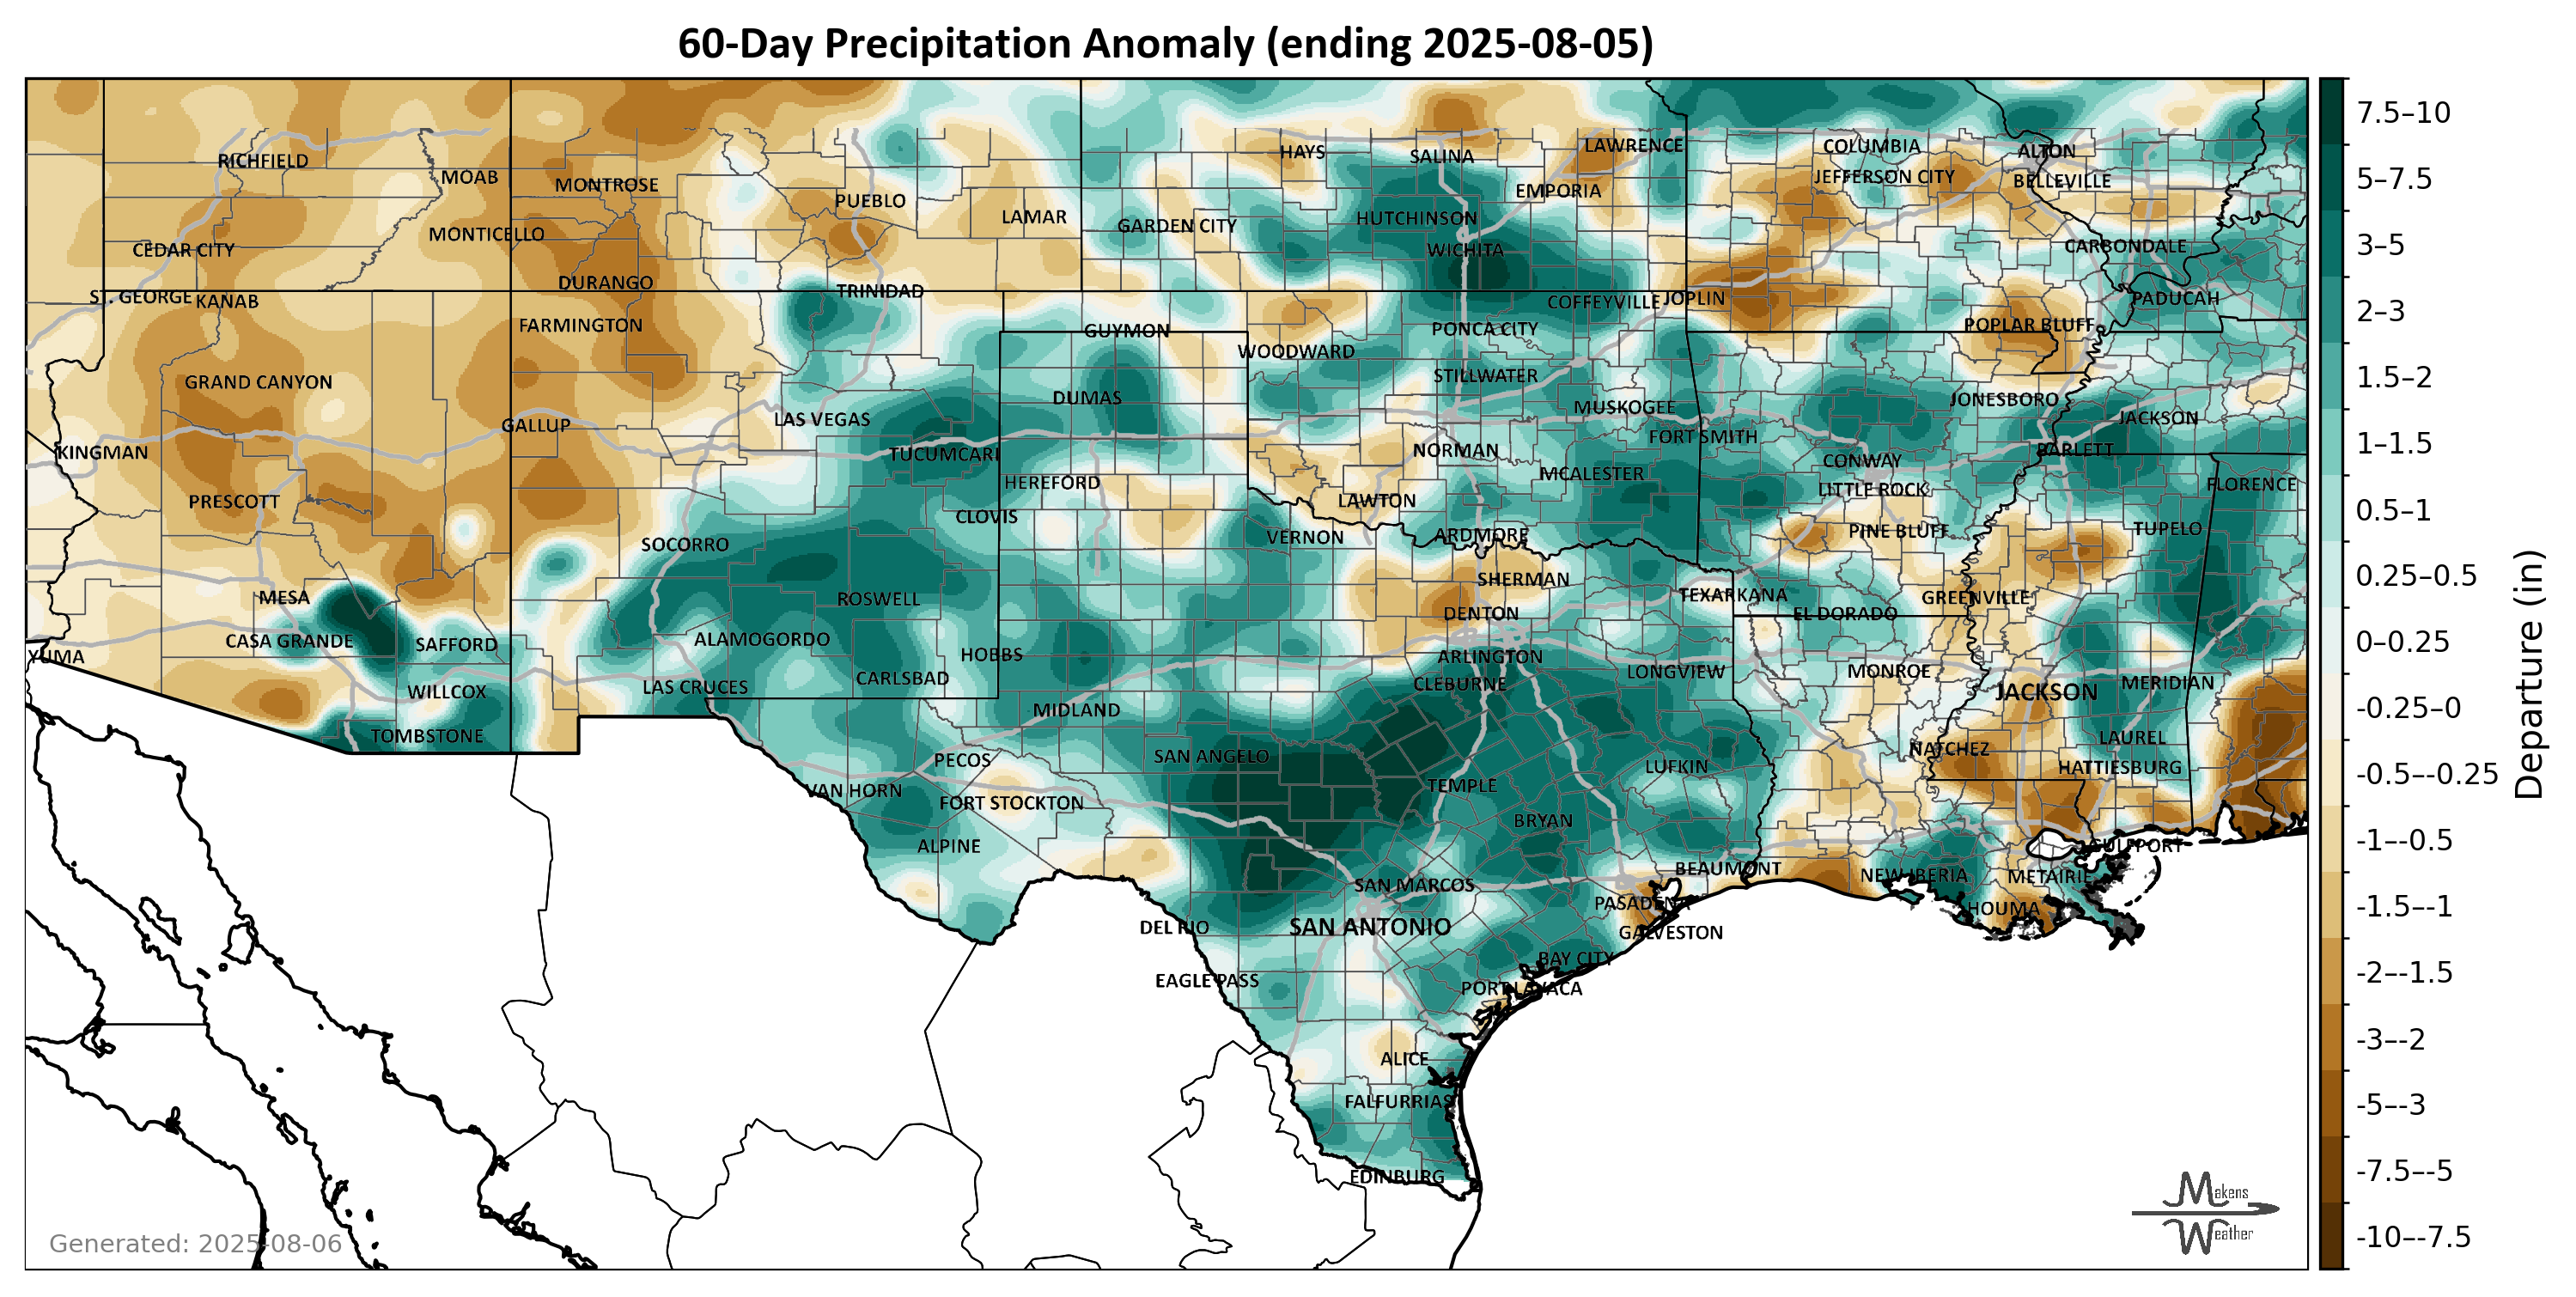 60-Day Precipitation Anomaly (ending 2025-08-05)
RICHFIELD
MOAB
MONTROSE
PUEBLO
LAMAR
HAYS
SALINA
LAWRENCE
EMPORIA
COLUMBIA
JEFFERSON CITY
ALTON
BELLEVILLE
CEDAR CITY
MONTICELLO
GARDEN CITY
HUTCHINSON
WICHITA
CARBONDALE
ST. GEORGE
KANAB
DURANGO
TRINIDAD
COFFEYVILLE
JOPLIN
PADUCAH
FARMINGTON
GUYMON
WOODWARD
PONCA CITY
POPLAR BLUFF
GRAND CANYON
DUMAS
STILLWATER
MUSKOGEE
JONESBORO
JACKSON
KINGMAN
GALLUP
LAS VEGAS
TUCUMCARI
NORMAN
FORT SMITH
BARLETT
PRESCOTT
HEREFORD
LAWTON
MCALESTER
CONWAY
LITTLE ROCK
FLORENCE
CLOVIS
SOCORRO
VERNON
ARDMORE
PINE BLUFF
TUPELO
MESA
ROSWELL
SHERMAN
DENTON
TEXARKANA
EL DORADO
GREENVILLE
CASA GRANDE
SAFFORD
ALAMOGORDO
HOBBS
ARLINGTON
YUMA
WILLCOX
LAS CRUCES
CARLSBAD
CLEBURNE
LONGVIEW
MONROE
JACKSON
MERIDIAN
TOMBSTONE
MIDLAND
SAN ANGELO
NATCHEZ
LAUREL
PECOS
LUFKIN
HATTIESBURG
VAN HORN
FORT STOCKTON
TEMPLE
BRYAN
ALPINE
GULFPORT
BEAUMONT
NEW IBERIA
METAIRIE
SAN MARCOS
PASADENA
HOUMA
DEL RIO
SAN ANTONIO
GALVESTON
BAY CITY
EAGLE PASS
PORT LAVACA
ALICE
FALFURRIAS
EDINBURG
7.5–10
5–7.5
3–5
2–3
1.5–2
1–1.5
0.5–1
0.25–0.5
0–0.25
-0.25–0
-0.5–-0.25
-1–-0.5
-1.5–-1
-2–-1.5
-3–-2
-5–-3
-7.5–-5
-10–-7.5
Departure (in)
Generated: 2025-08-06
Makens
Weather